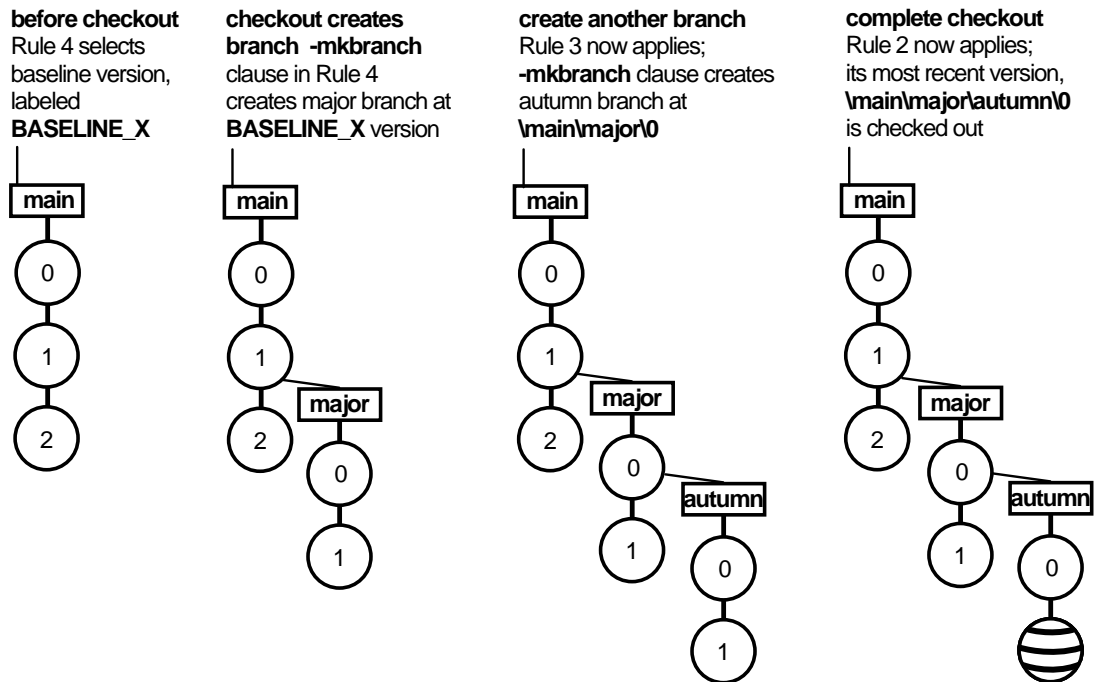 before checkout
Rule 4 selects
baseline version,
labeled
BASELINE_X
checkout creates
branch -mkbranch
clause in Rule 4
creates major branch at
BASELINE_X version
create another branch
Rule 3 now applies;
-mkbranch clause creates
autumn branch at
\main\major\0
complete checkout
Rule 2 now applies;
its most recent version,
\main\major\autumn\0
is checked out
main
0
1
2
main
0
1
2
major
0
1
main
0
1
2
major
0
1
autumn
0
1
main
0
1
2
major
0
1
autumn
0